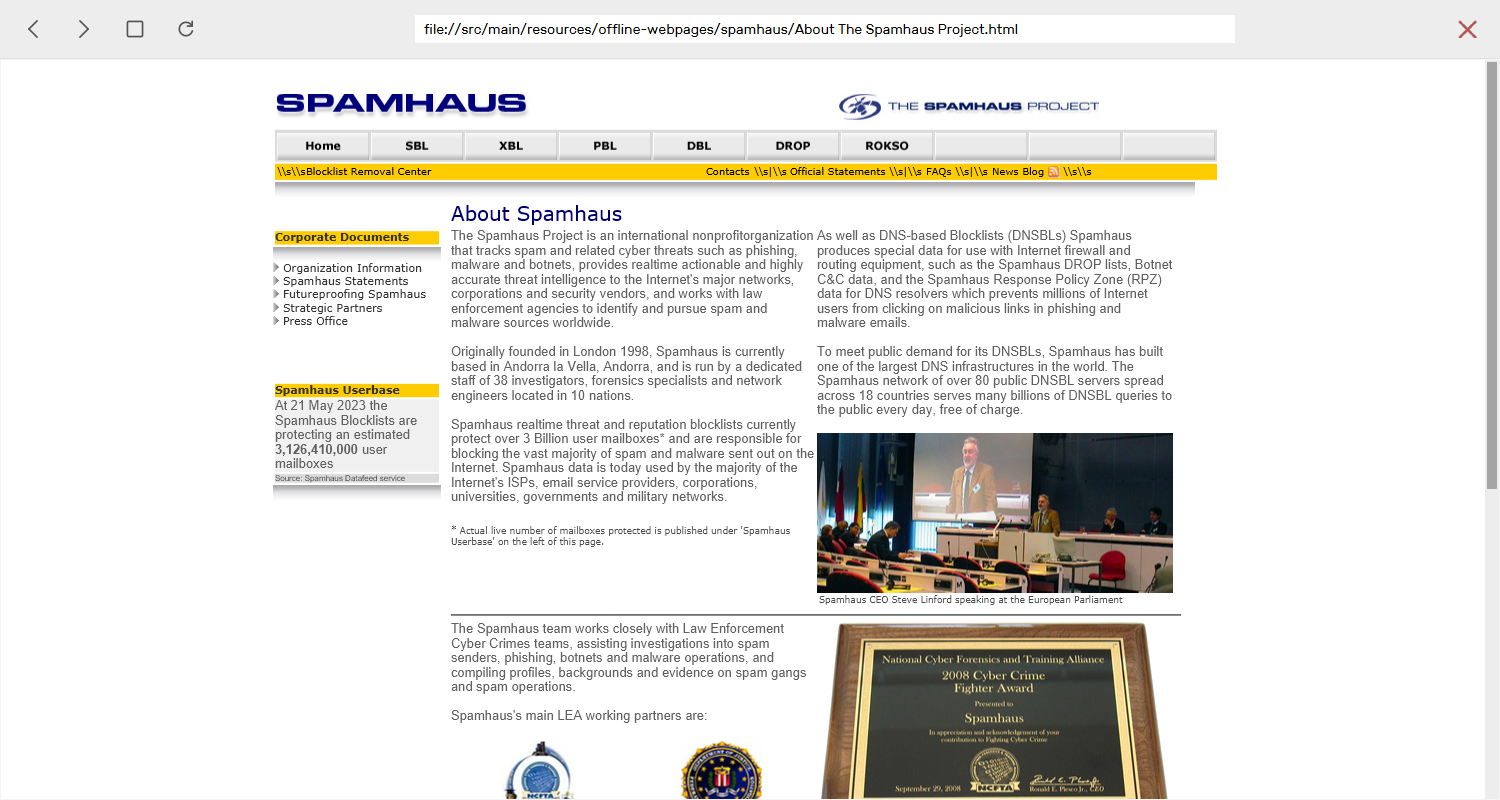 file://src/main/resources/offline-webpages/spamhaus/About The Spamhaus Project.html
SPAMHAUS
THE SPAMHAUS PROJECT
Home
SBL
XBL
PBL
DBL
DROP
ROKSO
\\s\\sBlocklist Removal Center
Contacts \\s|\\s Official Statements \\s|\\s FAQs \\s|\\s News Blog \\s\\s
Corporate Documents
Organization Information
Spamhaus Statements
Futureproofing Spamhaus
Strategic Partners
Press Office
Spamhaus Userbase
At 21 May 2023 the
Spamhaus Blocklists are
protecting an estimated
3,126,410,000 user
mailboxes
Source: Spamhaus Datafeed service
About Spamhaus
The Spamhaus Project is an international nonprofitorganization
that tracks spam and related cyber threats such as phishing,
malware and botnets, provides realtime actionable and highly
accurate threat intelligence to the Internet's major networks,
corporations and security vendors, and works with law
enforcement agencies to identify and pursue spam and
malware sources worldwide.
Originally founded in London 1998, Spamhaus is currently
based in Andorra la Vella, Andorra, and is run by a dedicated
staff of 38 investigators, forensics specialists and network
engineers located in 10 nations.
Spamhaus realtime threat and reputation blocklists currently
protect over 3 Billion user mailboxes* and are responsible for
blocking the vast majority of spam and malware sent out on the
Internet. Spamhaus data is today used by the majority of the
Internet's ISPs, email service providers, corporations,
universities, governments and military networks.
* Actual live number of mailboxes protected is published under 'Spamhaus
Userbase' on the left of this page.
As well as DNS-based Blocklists (DNSBLs) Spamhaus
produces special data for use with Internet firewall and
routing equipment, such as the Spamhaus DROP lists, Botnet
C&C data, and the Spamhaus Response Policy Zone (RPZ)
data for DNS resolvers which prevents millions of Internet
users from clicking on malicious links in phishing and
malware emails.
To meet public demand for its DNSBLs, Spamhaus has built
one of the largest DNS infrastructures in the world. The
Spamhaus network of over 80 public DNSBL servers spread
across 18 countries serves many billions of DNSBL queries to
the public every day, free of charge.
Spamhaus CEO Steve Linford speaking at the European Parliament
The Spamhaus team works closely with Law Enforcement
Cyber Crimes teams, assisting investigations into spam
senders, phishing, botnets and malware operations, and
compiling profiles, backgrounds and evidence on spam gangs
and spam operations.
Spamhaus's main LEA working partners are:
NCFTA
National Cyber Forensics and Training Alliance
2008 Cyber Crime
Fighter Award
Presented to
Spamhaus
In appreciation and acknowledgement of your
contribution to Fighting Cyber Crime
NCFTA
September 29, 2008
Ronald E. Plesco Jr., CEO